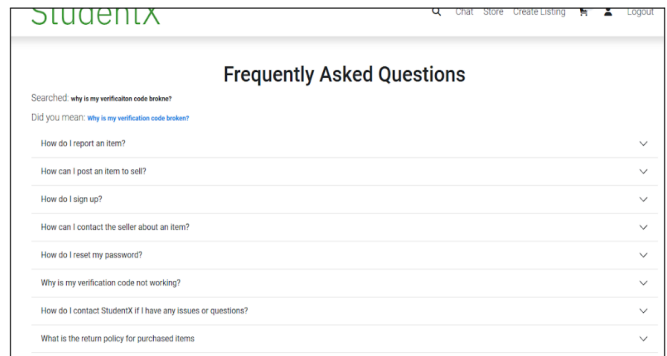 StudentX
Chat Store Create Listing Logout
Frequently Asked Questions
Searched: why is my verificaiton code brokne?
Did you mean: Why is my verification code broken?
How do I report an item?
How can I post an item to sell?
How do I sign up?
How can I contact the seller about an item?
How do I reset my password?
Why is my verification code not working?
How do I contact StudentX if I have any issues or questions?
What is the return policy for purchased items